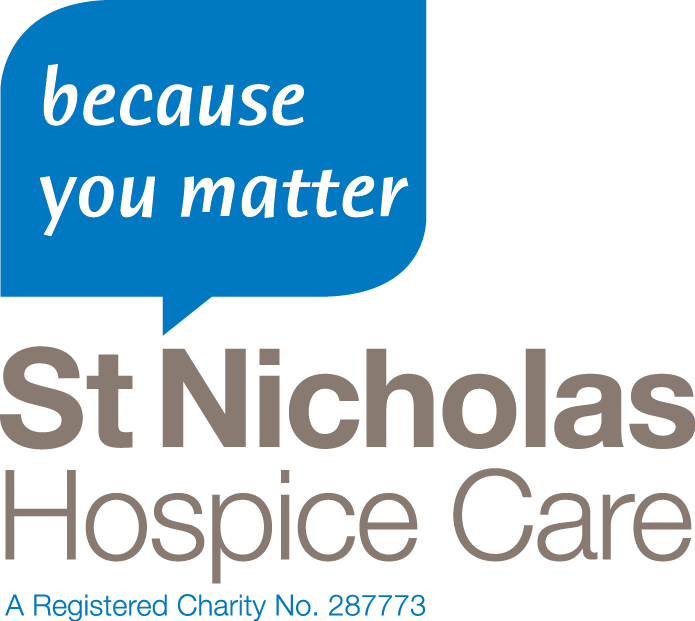 because
you matter
St Nicholas
Hospice Care
A Registered Charity No. 287773